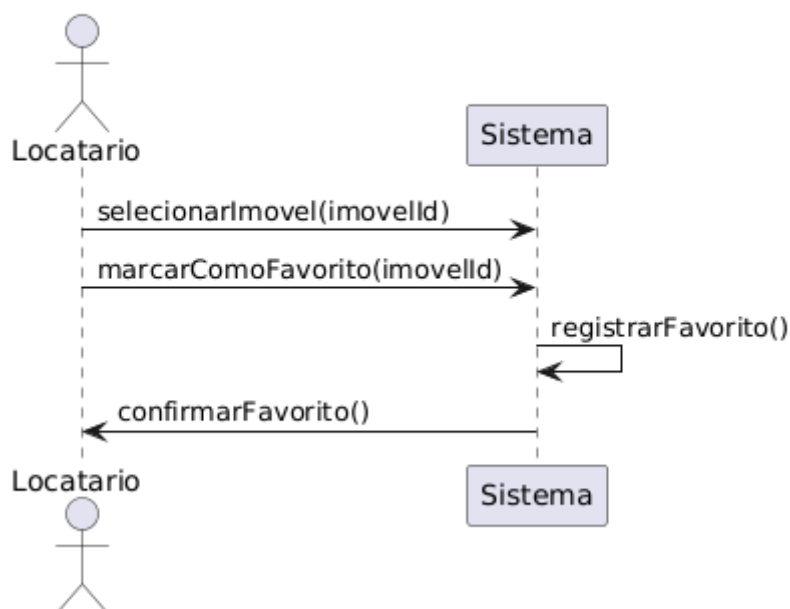 Locatario
Sistema
selecionarImovel(imovelId)
marcarComoFavorito(imovelId)
registrarFavorito()
confirmarFavorito()
Locatario
Sistema